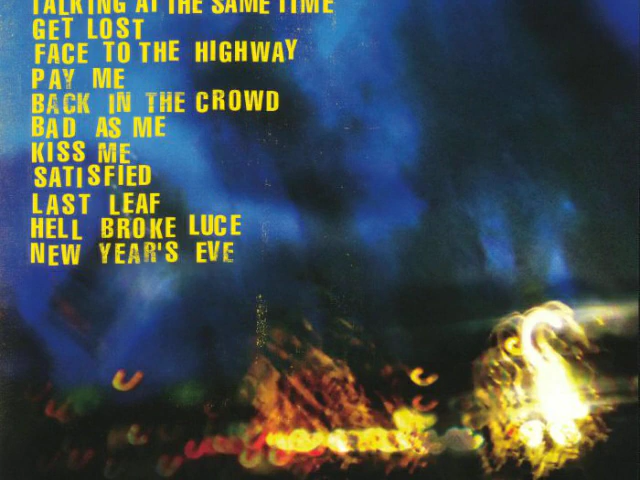 TALKING AT THE SAME TIME
GET LOST
FACE TO THE HIGHWAY
PAY ME
BACK IN THE CROWD
BAD AS ME
KISS ME
SATISFIED
LAST LEAF
HELL BROKE LUCE
NEW YEAR'S EVE